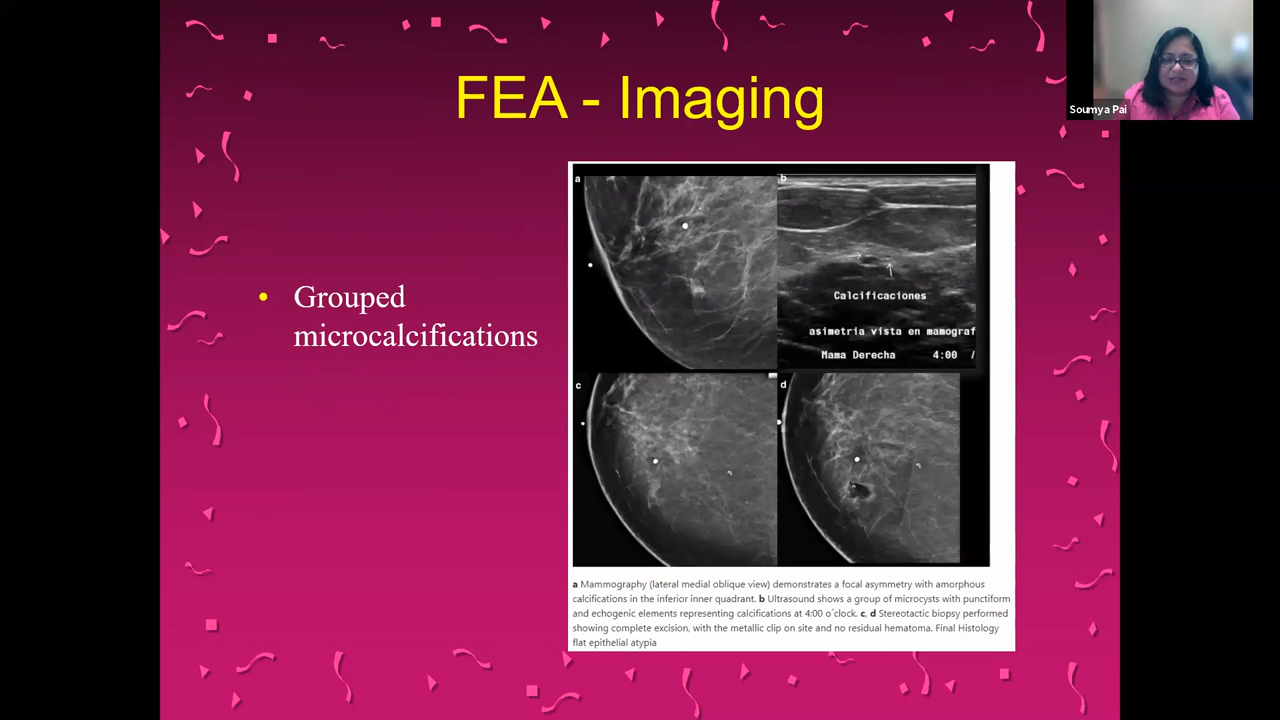 FEA - Imaging
Soumya Pai
• Grouped
microcalcifications
a
b
Calcificaciones
asimetria vista en mamograf
Mama Derecha 4:00 /
c
d
a Mammography (lateral medial oblique view) demonstrates a focal asymmetry with amorphous
calcifications in the inferior inner quadrant. b Ultrasound shows a group of microcysts with punctiform
and echogenic elements representing calcifications at 4:00 o´clock. c, d Stereotactic biopsy performed
showing complete excision, with the metallic clip on site and no residual hematoma. Final Histology
flat epithelial atypia